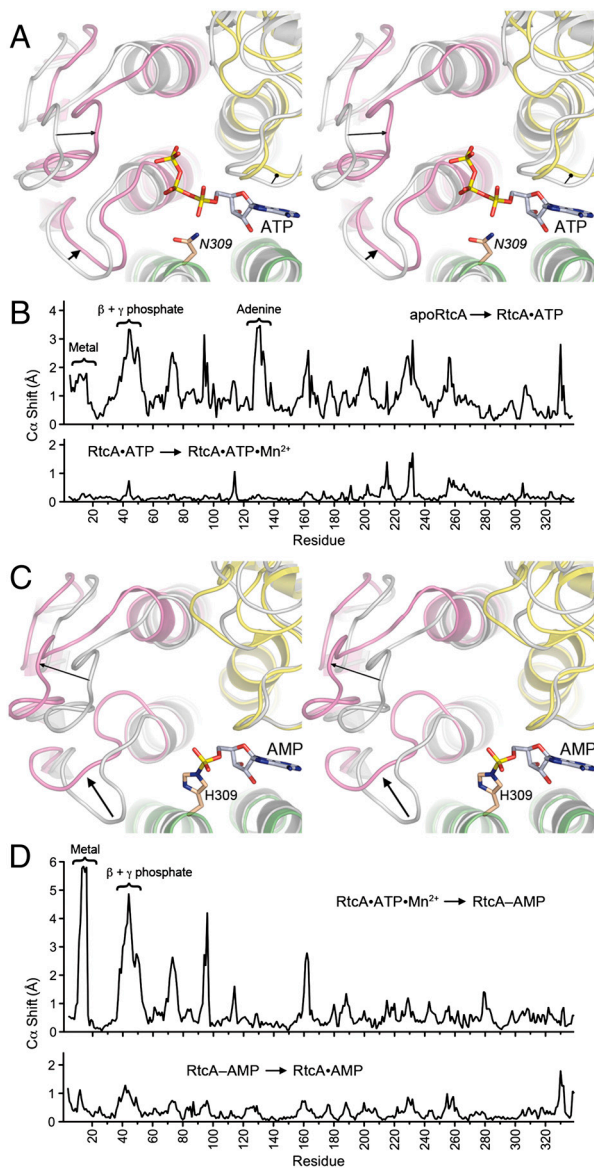 A
ATP
N309
ATP
N309
B
β + γ phosphate
Adenine
apoRtcA → RtcA•ATP
Metal
4
3
2
1
0
Cα Shift (Å)
RtcA•ATP → RtcA•ATP•Mn²⁺
2
1
0
20 40 60 80 100 120 140 160 180 200 220 240 260 280 300 320
Residue
C
AMP
H309
AMP
H309
D
Metal
β + γ phosphate
RtcA•ATP•Mn²⁺ → RtcA–AMP
6
5
4
3
2
1
0
Cα Shift (Å)
RtcA–AMP → RtcA•AMP
2
1
0
20 40 60 80 100 120 140 160 180 200 220 240 260 280 300 320
Residue